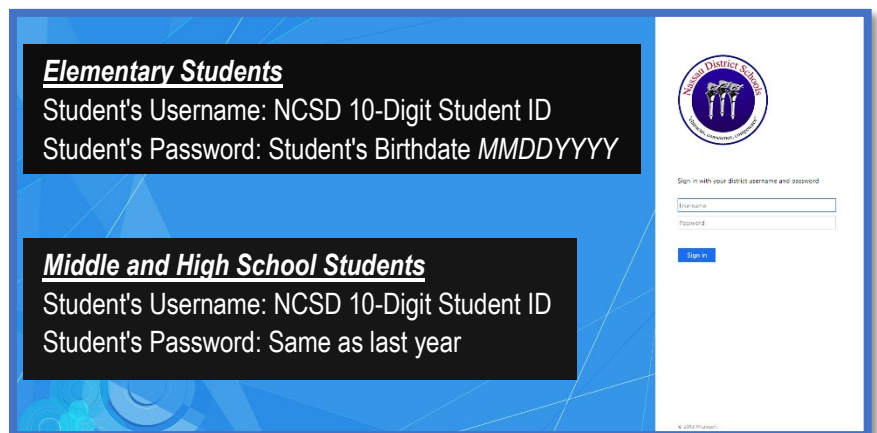 Elementary Students
Student's Username: NCSD 10-Digit Student ID
Student's Password: Student's Birthdate MMDDYYYY
Middle and High School Students
Student's Username: NCSD 10-Digit Student ID
Student's Password: Same as last year
Nassau District Schools
Sign in with your district username and password
Username
Password
Sign in